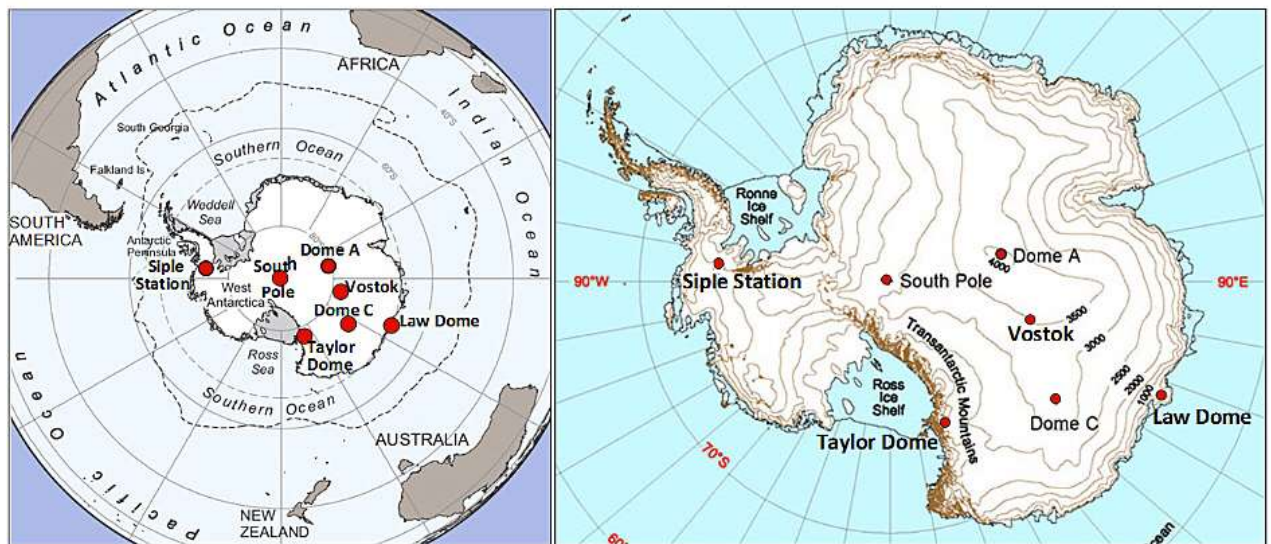 Atlantic Ocean
AFRICA
Indian Ocean
South Georgia
Falkland Is
40°S
Southern Ocean
60°S
Weddell
Sea
SOUTH
AMERICA
Antarctic
Peninsula
Siple
Station
South
Pole
Dome A
West
Antarctica
Vostok
Dome C
Law Dome
Taylor
Dome
Ross
Sea
Southern Ocean
AUSTRALIA
Pacific Ocean
NEW
ZEALAND
Ronne
Ice
Shelf
Dome A
4000
Siple Station
South Pole
90°W
90°E
Vostok
3500
3000
2500
2000
1000
Transantarctic Mountains
Ross
Ice
Shelf
Dome C
Law Dome
Taylor Dome
70°S